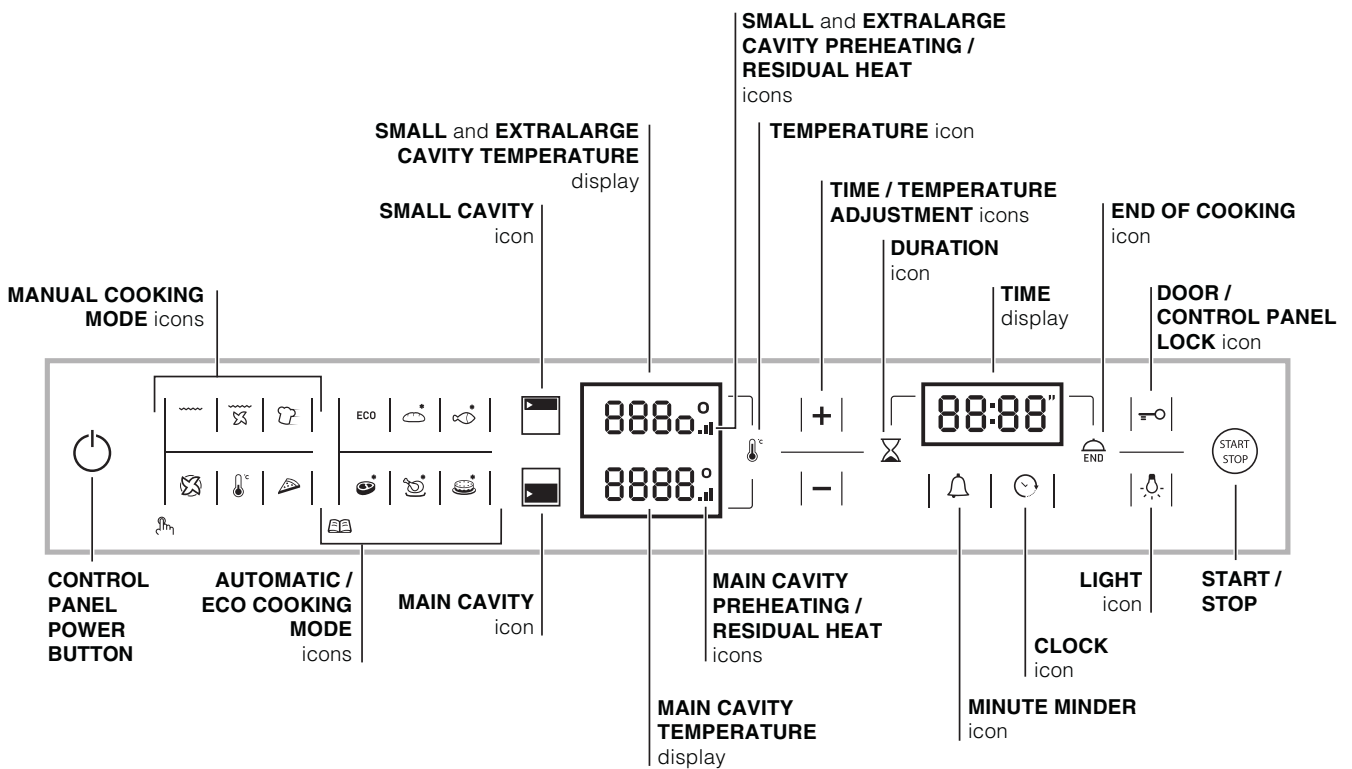 SMALL and EXTRALARGE
CAVITY PREHEATING /
RESIDUAL HEAT
icons
SMALL and EXTRALARGE
CAVITY TEMPERATURE
display
TEMPERATURE icon
SMALL CAVITY
icon
TIME / TEMPERATURE
ADJUSTMENT icons
DURATION
icon
END OF COOKING
icon
MANUAL COOKING
MODE icons
TIME
display
DOOR /
CONTROL PANEL
LOCK icon
ECO
888o°
°c
+
88:88"
END
START
STOP
°c
8888°
−
CONTROL
PANEL
POWER
BUTTON
AUTOMATIC /
ECO COOKING
MODE
icons
MAIN CAVITY
icon
MAIN CAVITY
PREHEATING /
RESIDUAL HEAT
icons
LIGHT
icon
START /
STOP
CLOCK
icon
MAIN CAVITY
TEMPERATURE
display
MINUTE MINDER
icon